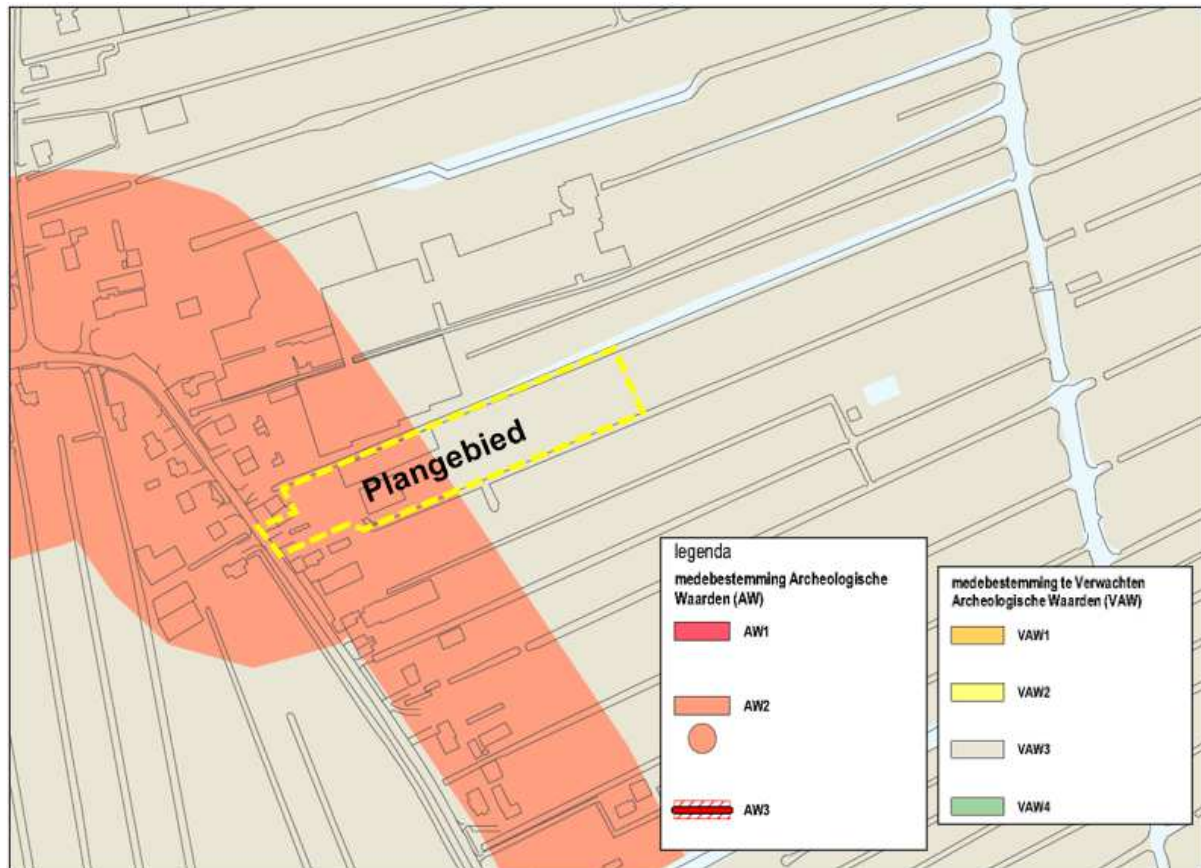 Plangebied
legenda
medebestemming Archeologische
Waarden (AW)
AW1
AW2
AW3
medebestemming te Verwachten
Archeologische Waarden (VAW)
VAW1
VAW2
VAW3
VAW4